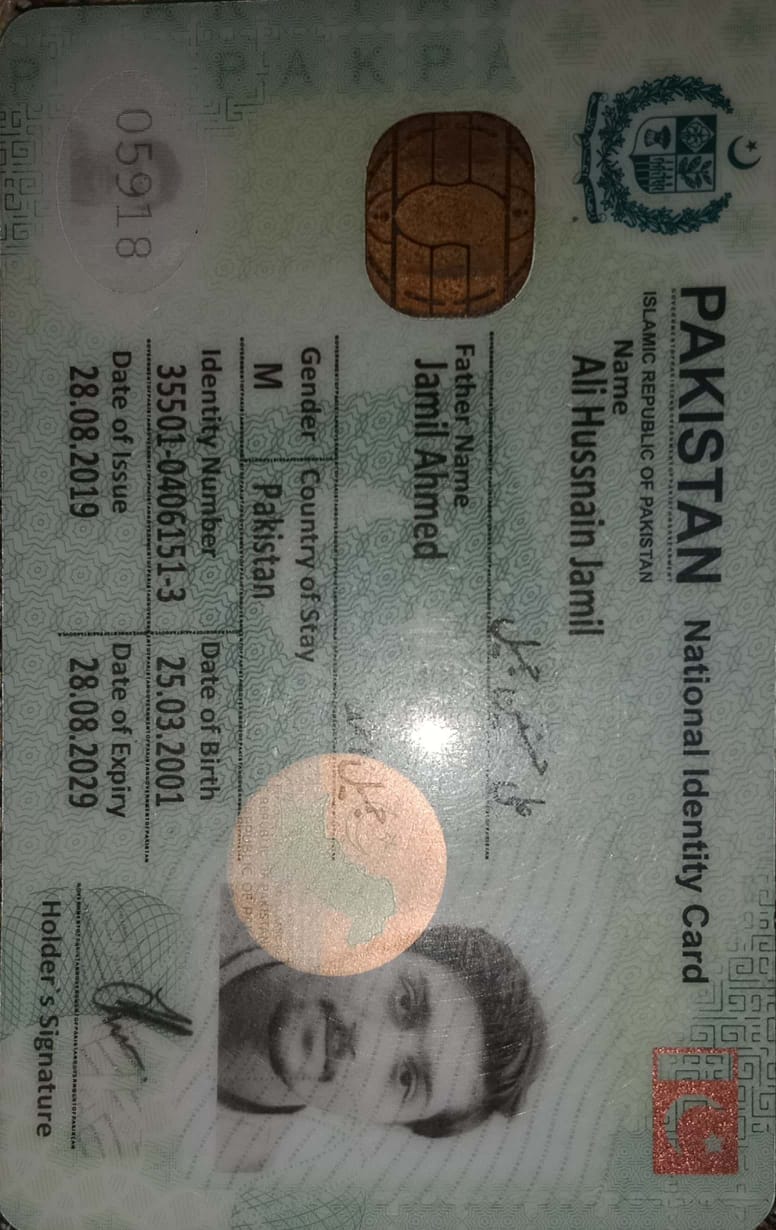 PAKISTAN National Identity Card
ISLAMIC REPUBLIC OF PAKISTAN
Name
Ali Hussnain Jamil
علی حسنین جمیل
Father Name
Jamil Ahmed
جمیل احمد
Gender Country of Stay
M Pakistan
Identity Number Date of Birth
35501-0406151-3 25.03.2001
Date of Issue Date of Expiry
28.08.2019 28.08.2029
05918
Holder`s Signature